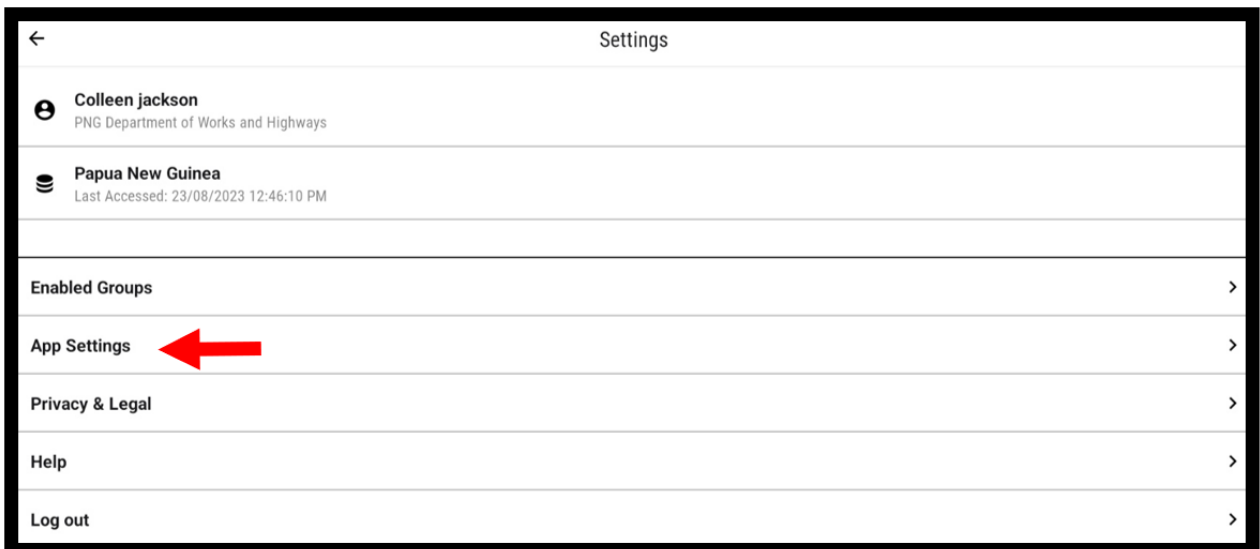 Settings
Colleen jackson
PNG Department of Works and Highways
Papua New Guinea
Last Accessed: 23/08/2023 12:46:10 PM
Enabled Groups
App Settings
Privacy & Legal
Help
Log out